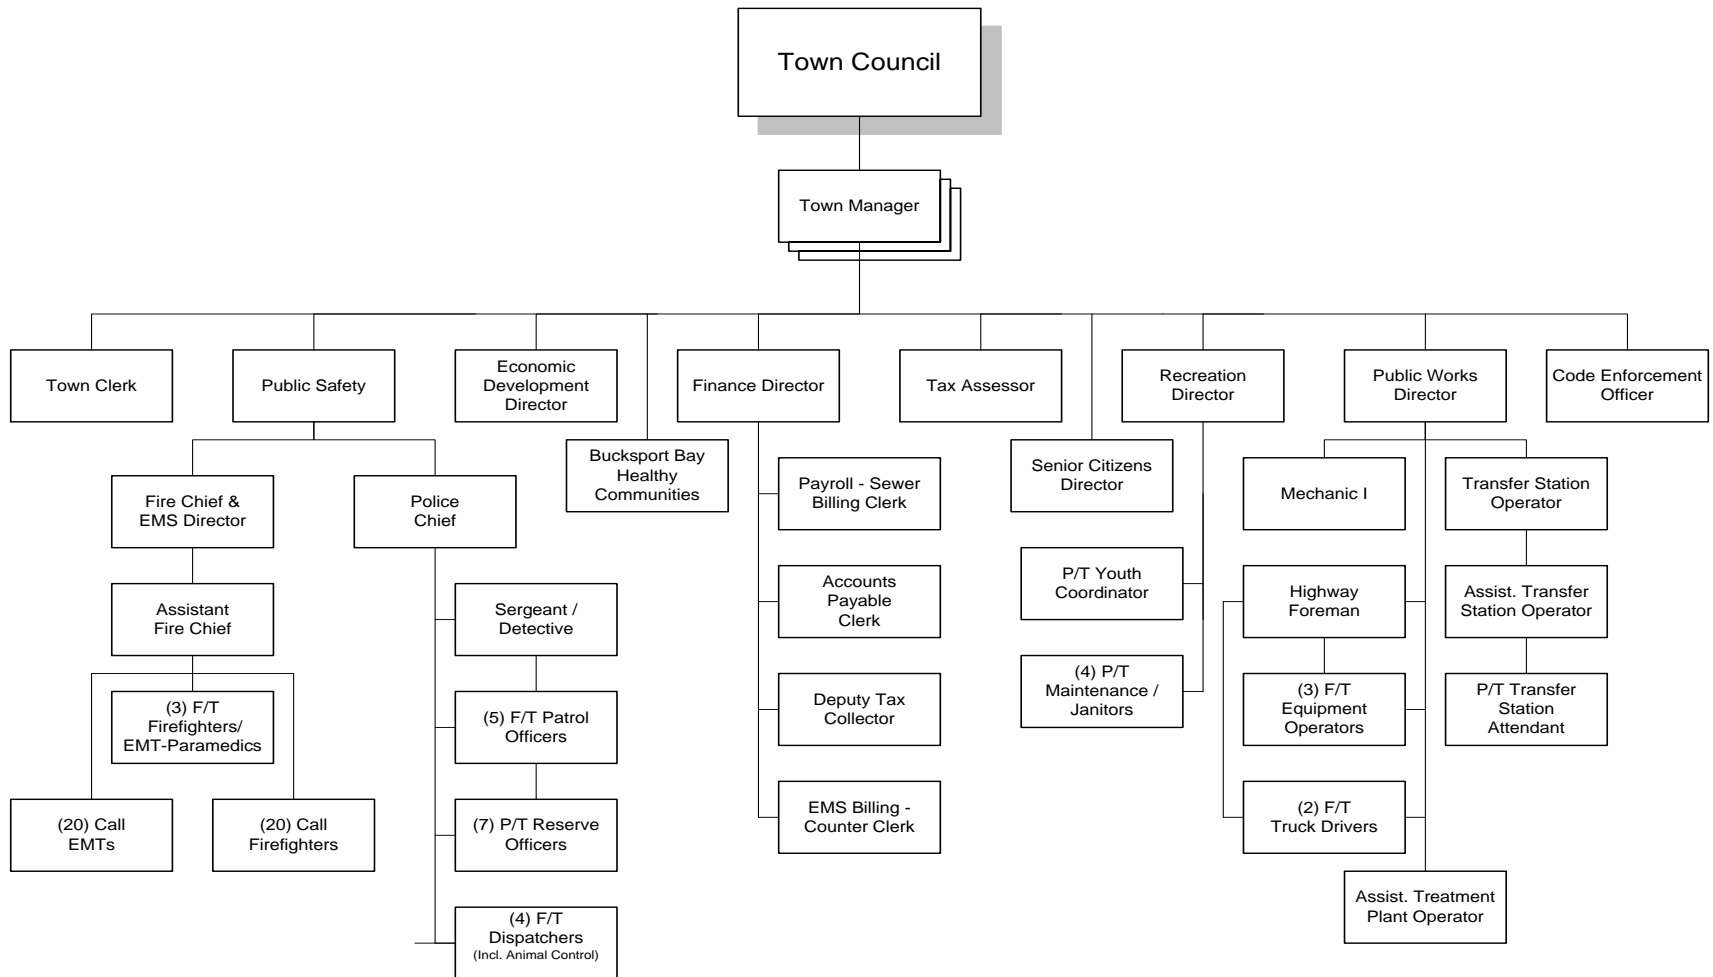 Town Council
Town Manager
Town Clerk
Public Safety
Economic
Development
Director
Finance Director
Tax Assessor
Recreation
Director
Public Works
Director
Code Enforcement
Officer
Bucksport Bay
Healthy
Communities
Senior Citizens
Director
Fire Chief &
EMS Director
Police
Chief
Payroll - Sewer
Billing Clerk
Mechanic I
Transfer Station
Operator
Assistant
Fire Chief
Sergeant /
Detective
Accounts
Payable
Clerk
P/T Youth
Coordinator
Highway
Foreman
Assist. Transfer
Station Operator
(3) F/T
Firefighters/
EMT-Paramedics
(5) F/T Patrol
Officers
Deputy Tax
Collector
(4) P/T
Maintenance /
Janitors
(3) F/T
Equipment
Operators
P/T Transfer
Station
Attendant
(20) Call
EMTs
(20) Call
Firefighters
(7) P/T Reserve
Officers
EMS Billing -
Counter Clerk
(2) F/T
Truck Drivers
(4) F/T
Dispatchers
(Incl. Animal Control)
Assist. Treatment
Plant Operator